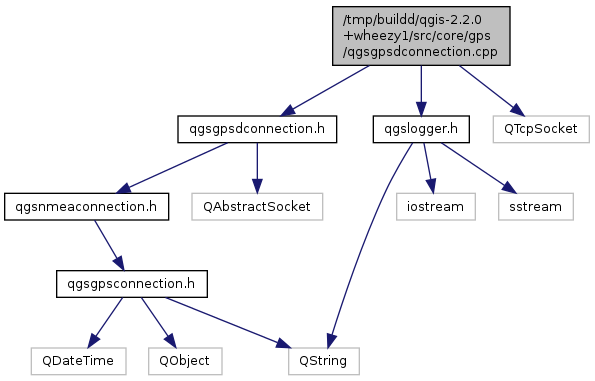 /tmp/buildd/qgis-2.2.0
+wheezy1/src/core/gps
/qgsgpsdconnection.cpp
qgsgpsdconnection.h
qgslogger.h
QTcpSocket
qgsnmeaconnection.h
QAbstractSocket
iostream
sstream
qgsgpsconnection.h
QDateTime
QObject
QString